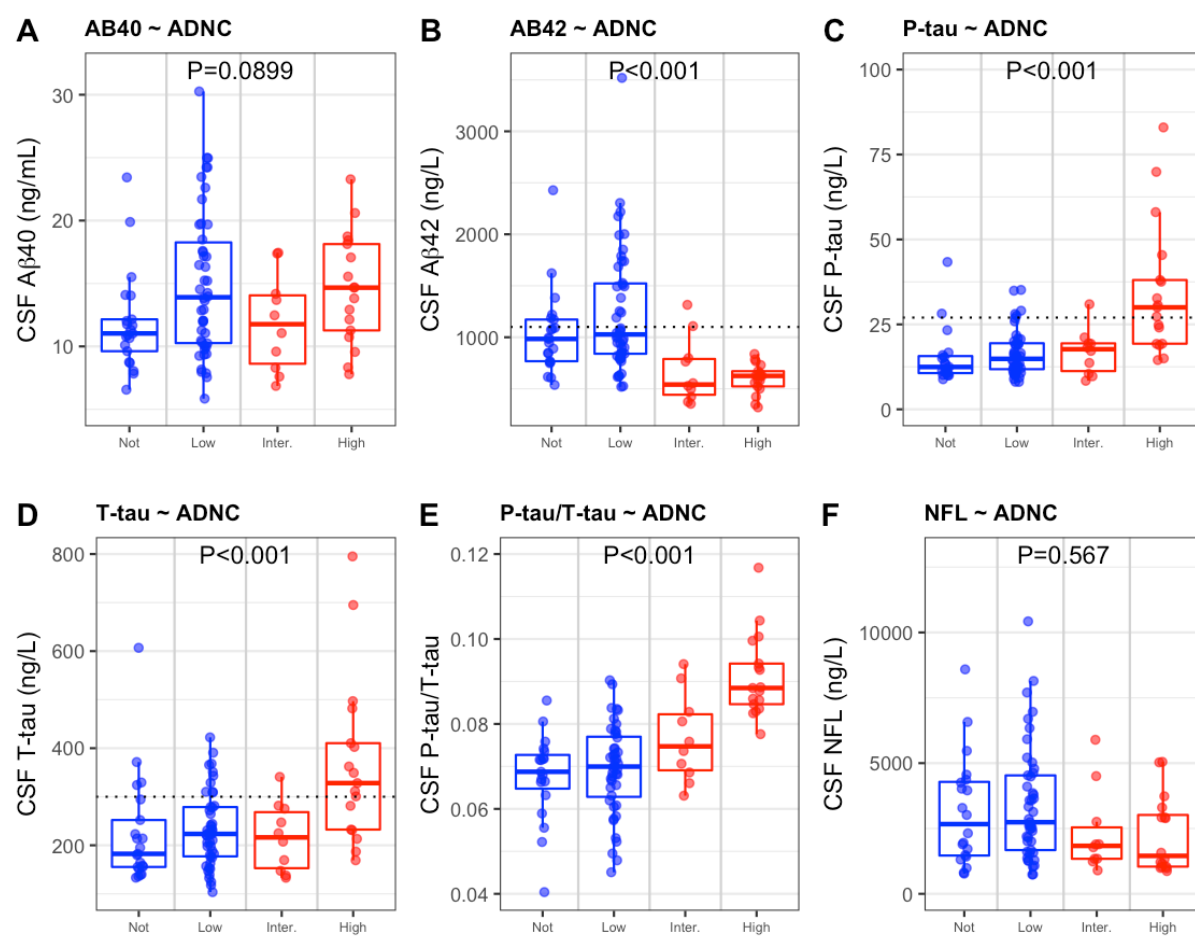 A AB40 ~ ADNC
P=0.0899
CSF Aβ40 (ng/mL)
30
20
10
Not Low Inter. High
B AB42 ~ ADNC
P<0.001
CSF Aβ42 (ng/L)
3000
2000
1000
Not Low Inter. High
C P-tau ~ ADNC
P<0.001
CSF P-tau (ng/L)
100
75
50
25
0
Not Low Inter. High
D T-tau ~ ADNC
P<0.001
CSF T-tau (ng/L)
800
600
400
200
Not Low Inter. High
E P-tau/T-tau ~ ADNC
P<0.001
CSF P-tau/T-tau
0.12
0.10
0.08
0.06
0.04
Not Low Inter. High
F NFL ~ ADNC
P=0.567
CSF NFL (ng/L)
10000
5000
0
Not Low Inter. High